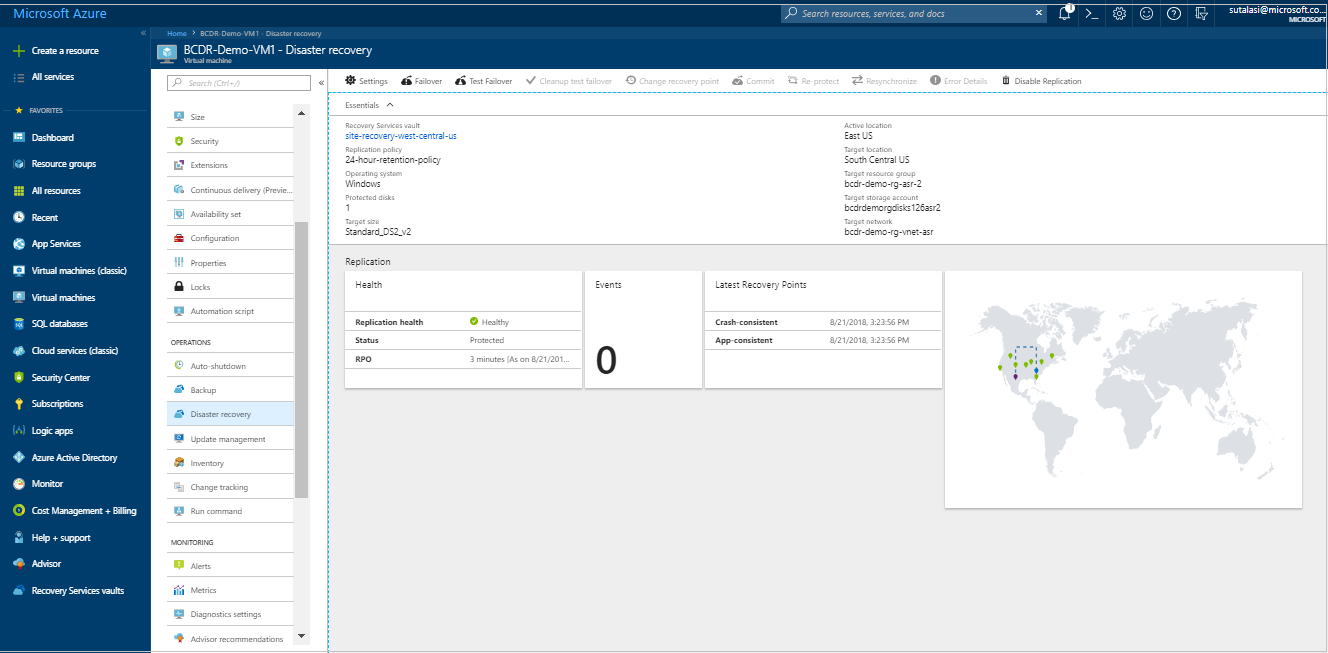 Microsoft Azure
Search resources, services, and docs
1
sutalasi@microsoft.co...
MICROSOFT
Create a resource
All services
FAVORITES
Dashboard
Resource groups
All resources
Recent
App Services
Virtual machines (classic)
Virtual machines
SQL databases
Cloud services (classic)
Security Center
Subscriptions
Logic apps
Azure Active Directory
Monitor
Cost Management + Billing
Help + support
Advisor
Recovery Services vaults
Home > BCDR-Demo-VM1 - Disaster recovery
BCDR-Demo-VM1 - Disaster recovery
Virtual machine
Search (Ctrl+/)
Size
Security
Extensions
Continuous delivery (Previe...
Availability set
Configuration
Properties
Locks
Automation script
OPERATIONS
Auto-shutdown
Backup
Disaster recovery
Update management
Inventory
Change tracking
Run command
MONITORING
Alerts
Metrics
Diagnostics settings
Advisor recommendations
Settings Failover Test Failover Cleanup test failover Change recovery point Commit Re-protect Resynchronize Error Details Disable Replication
Essentials
Recovery Services vault
site-recovery-west-central-us
Replication policy
24-hour-retention-policy
Operating system
Windows
Protected disks
1
Target size
Standard_DS2_v2
Active location
East US
Target location
South Central US
Target resource group
bcdr-demo-rg-asr-2
Target storage account
bcdrdemorgdisks126asr2
Target network
bcdr-demo-rg-vnet-asr
Replication
Health
Replication health Healthy
Status Protected
RPO 3 minutes [As on 8/21/201...
Events
0
Latest Recovery Points
Crash-consistent 8/21/2018, 3:23:56 PM
App-consistent 8/21/2018, 3:23:56 PM